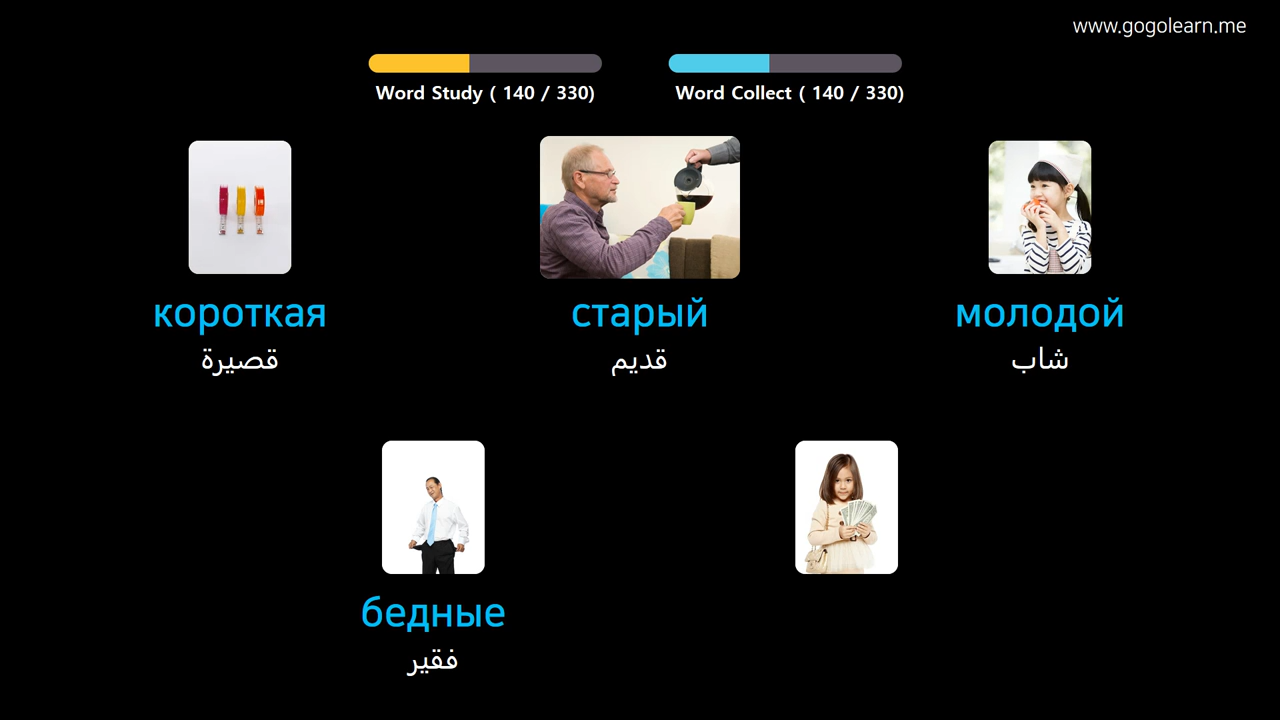 www.gogolearn.me
Word Study ( 140 / 330)
Word Collect ( 140 / 330)
короткая
قصيرة
старый
قديم
молодой
شاب
бедные
فقير